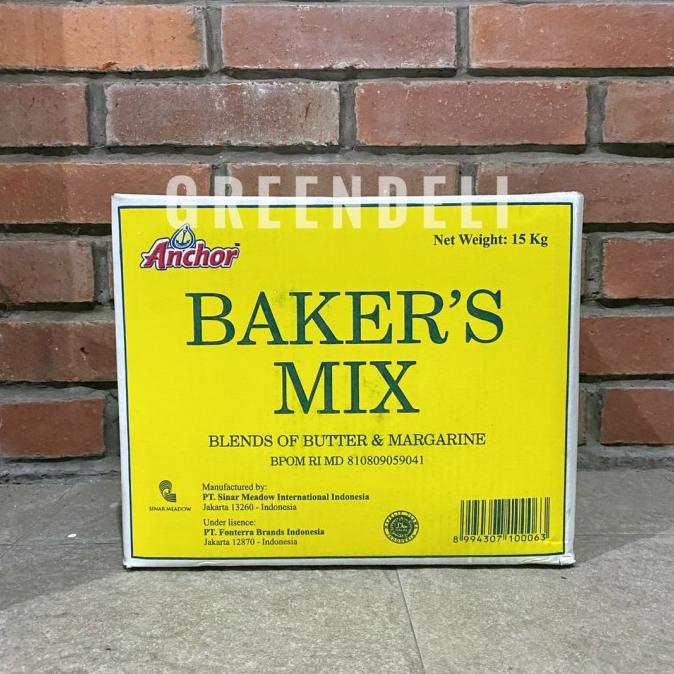 GREENDELI
Anchor
Net Weight: 15 Kg
BAKER'S
MIX
BLENDS OF BUTTER & MARGARINE
BPOM RI MD 810809059041
Manufactured by:
PT. Sinar Meadow International Indonesia
Jakarta 13260 - Indonesia
SINAR MEADOW
Under lisence:
PT. Fonterra Brands Indonesia
Jakarta 12870 - Indonesia
8 994307 100063